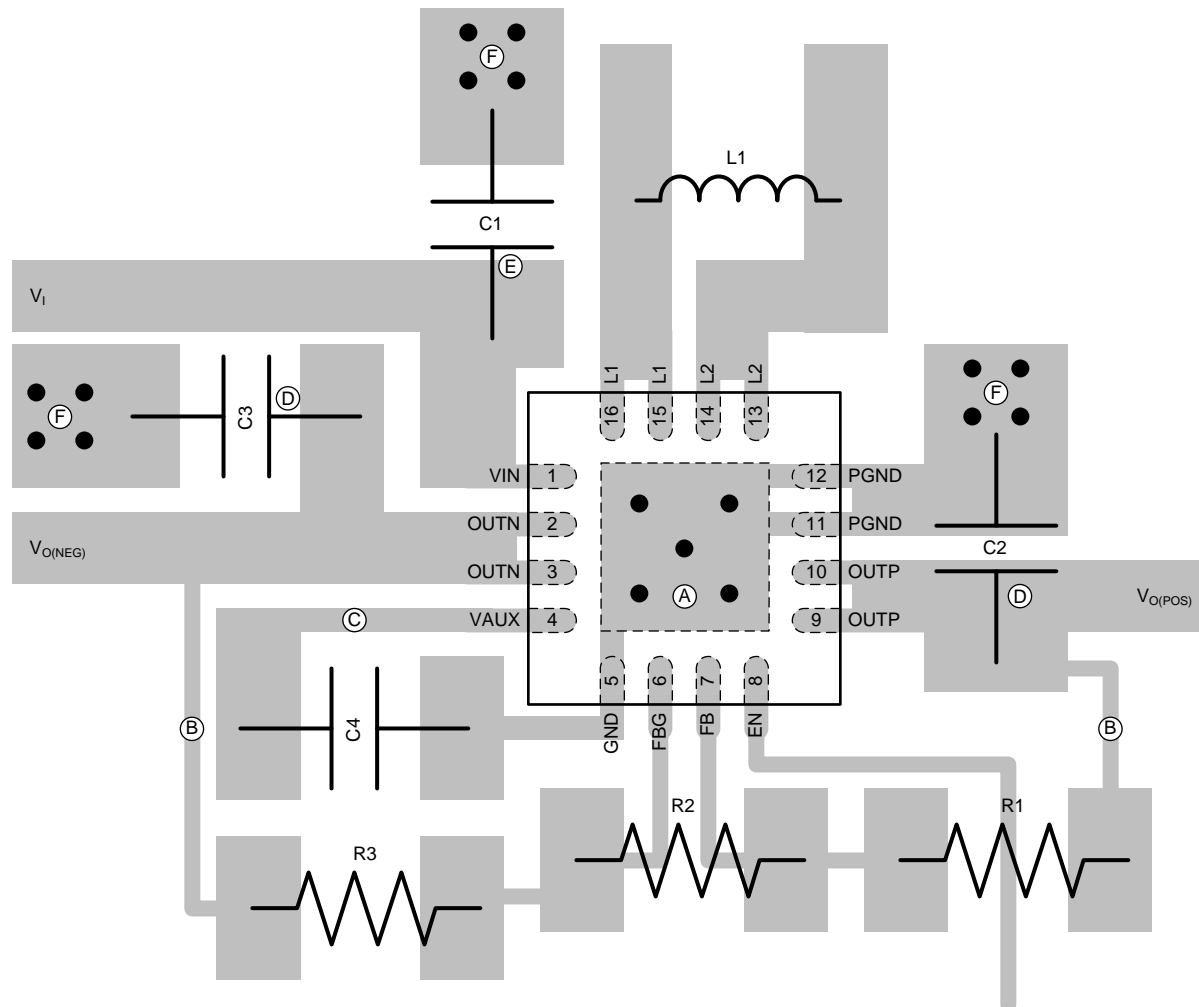 F
L1
C1
E
V_I
L1
L1
L2
L2
F
C3
D
16
15
14
13
F
VIN
1
12
PGND
OUTN
2
11
PGND
V_O(NEG)
C2
OUTN
3
10
OUTP
A
D
V_O(POS)
C
VAUX
4
9
OUTP
5
6
7
8
B
C4
GND
FBG
FB
EN
B
R2
R1
R3